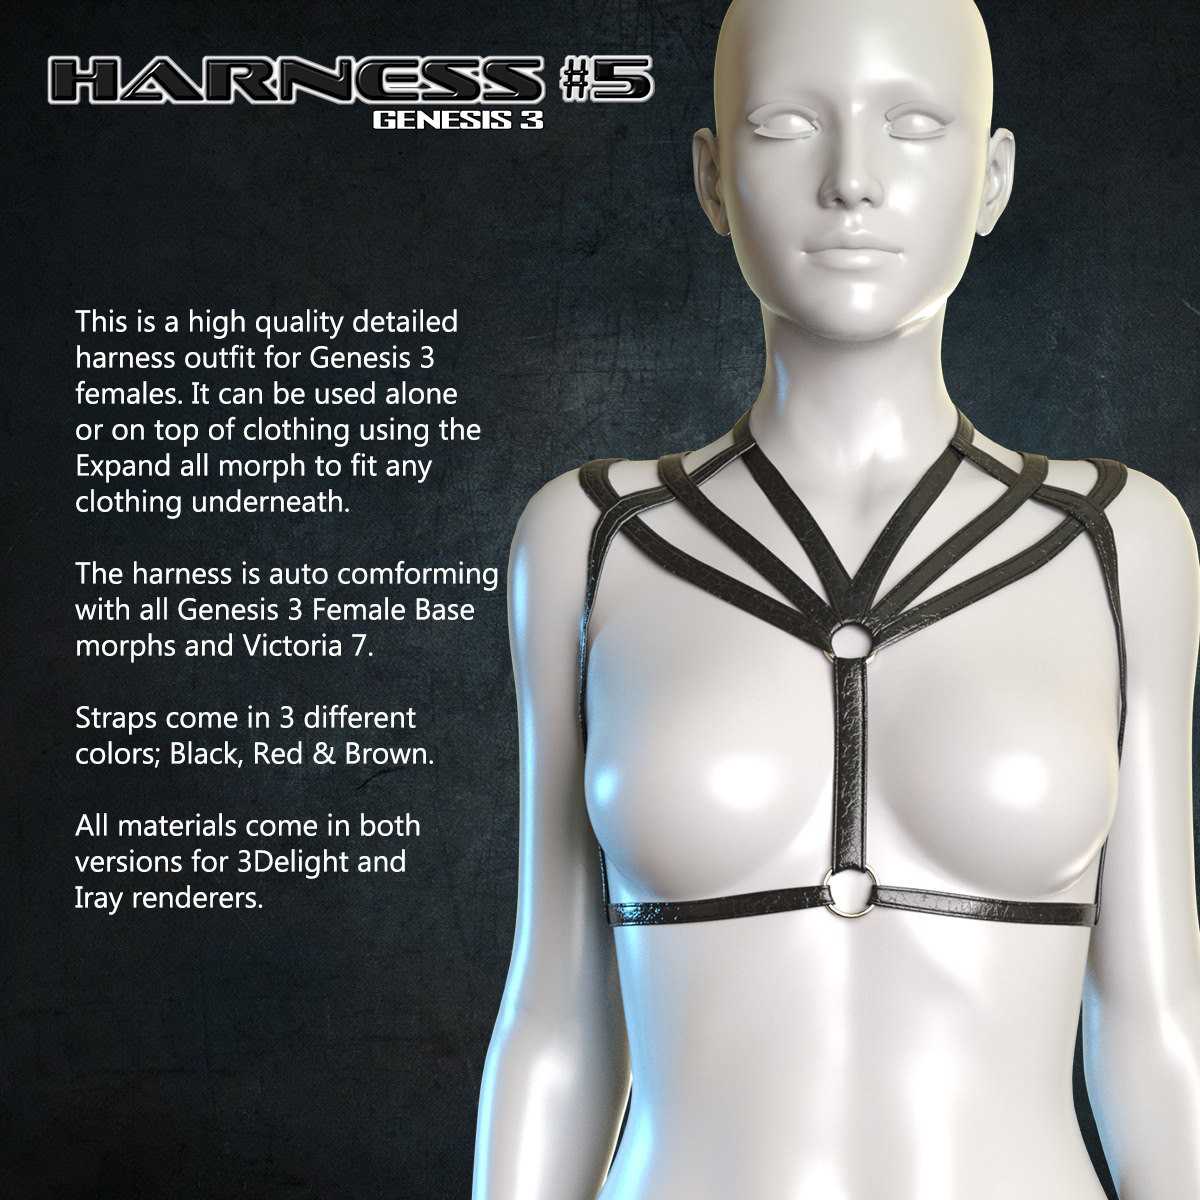 HARNESS #5
GENESIS 3
This is a high quality detailed
harness outfit for Genesis 3
females. It can be used alone
or on top of clothing using the
Expand all morph to fit any
clothing underneath.
The harness is auto comforming
with all Genesis 3 Female Base
morphs and Victoria 7.
Straps come in 3 different
colors; Black, Red & Brown.
All materials come in both
versions for 3Delight and
Iray renderers.